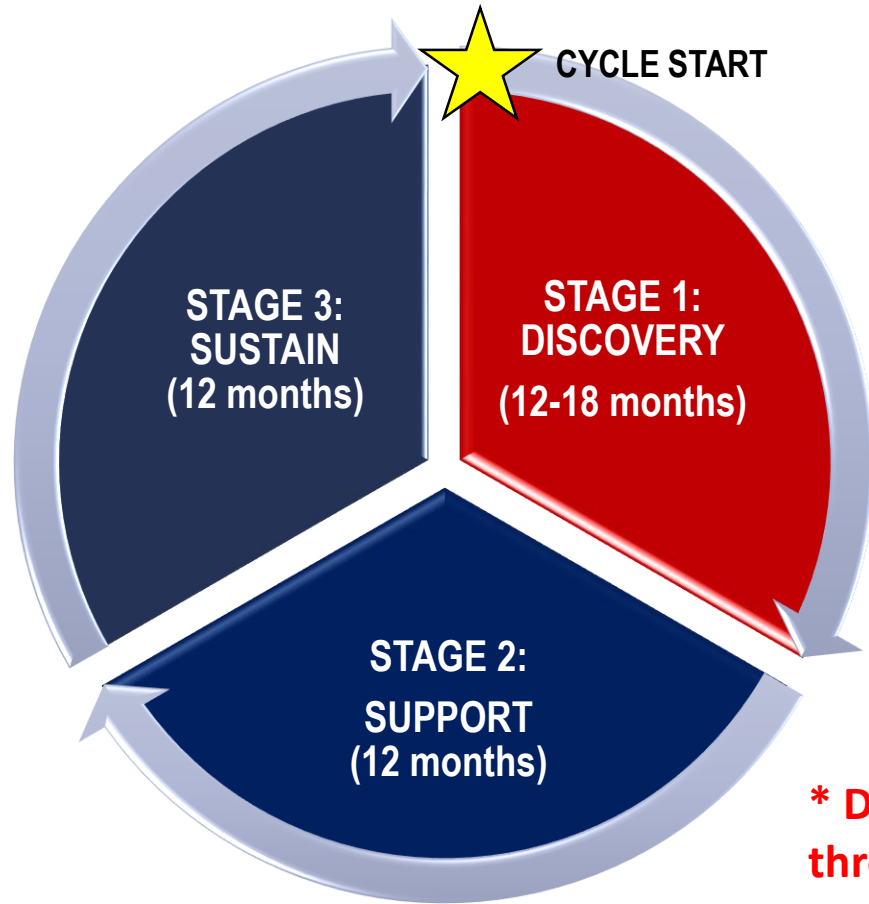 CYCLE START
STAGE 1:
DISCOVERY
(12-18 months)
STAGE 2:
SUPPORT
(12 months)
STAGE 3:
SUSTAIN
(12 months)
*